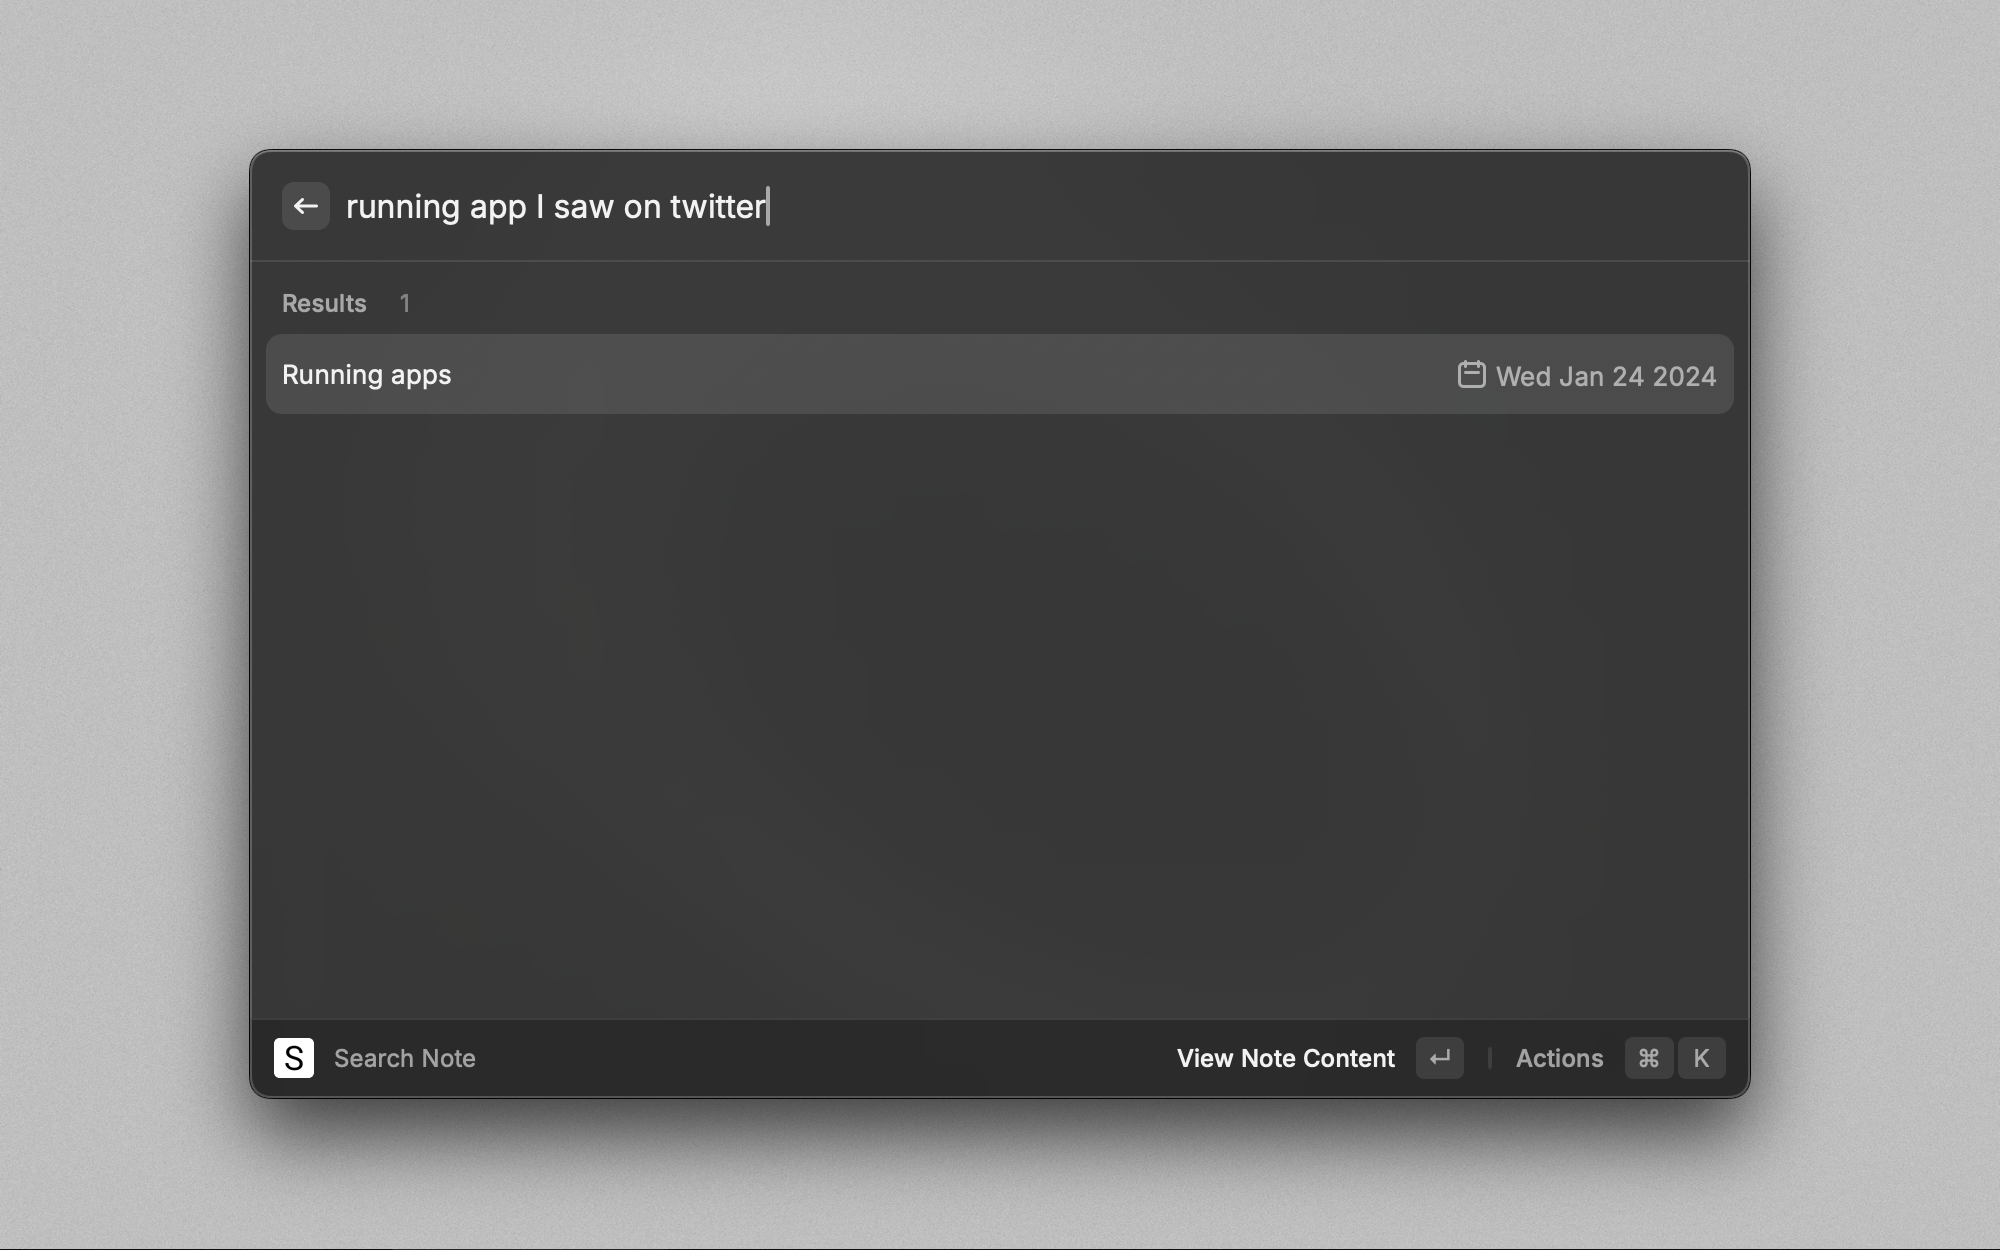 running app I saw on twitter
Results 1
Running apps Wed Jan 24 2024
S Search Note View Note Content ↵ Actions ⌘ K